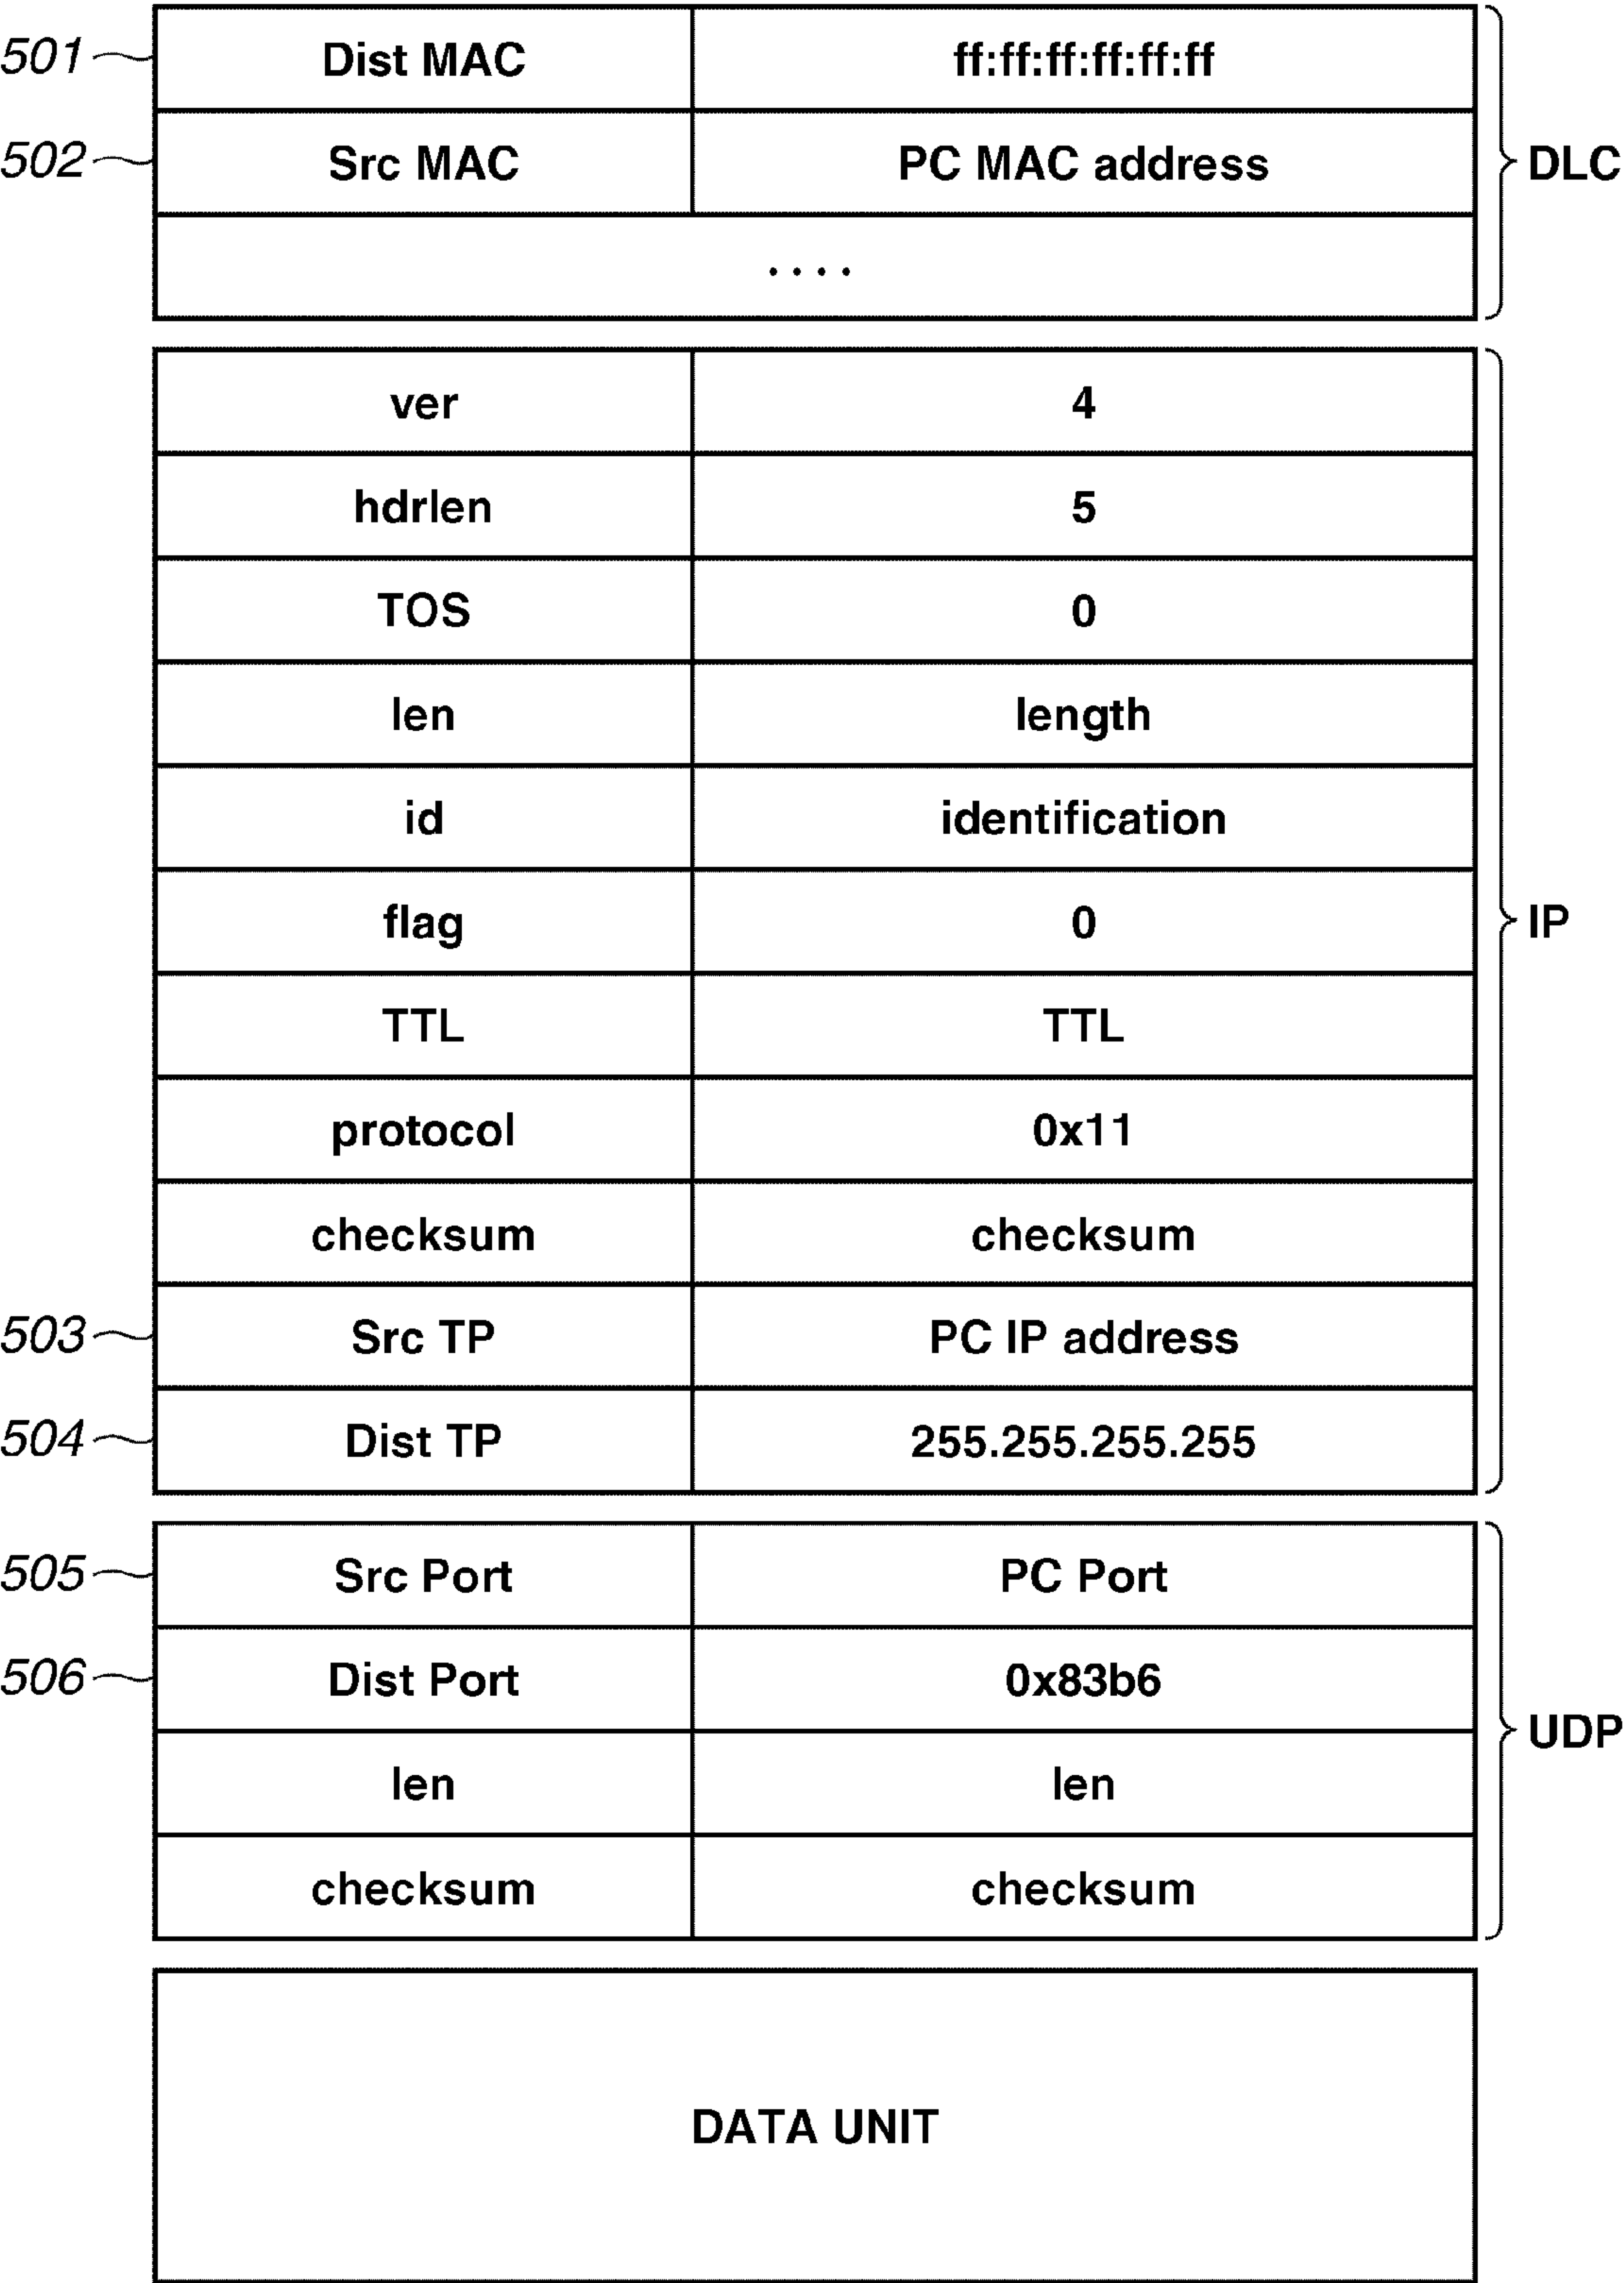 501 Dist MAC ff:ff:ff:ff:ff:ff
502 Src MAC PC MAC address DLC
....
ver 4
hdrlen 5
TOS 0
len length
id identification
flag 0 IP
TTL TTL
protocol 0x11
checksum checksum
503 Src TP PC IP address
504 Dist TP 255.255.255.255
505 Src Port PC Port
506 Dist Port 0x83b6
UDP
len len
checksum checksum
DATA UNIT